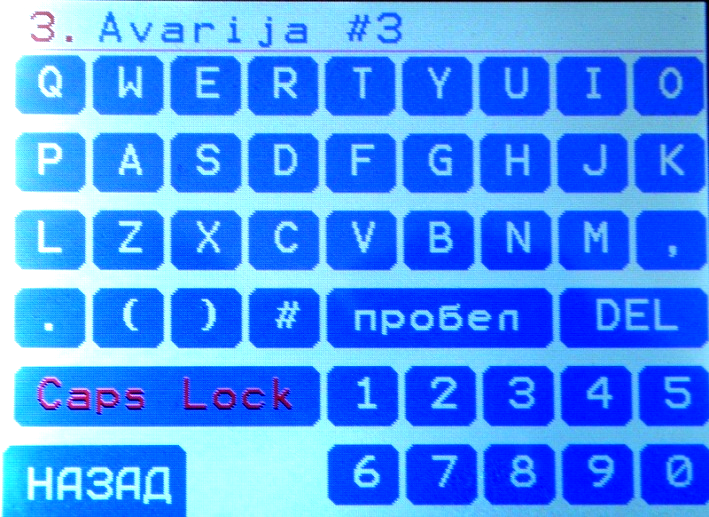 3. Avarija #3
Q W E R T Y U I O
P A S D F G H J K
L Z X C V B N M ,
. ( ) # пробел DEL
Caps Lock 1 2 3 4 5
НАЗАД 6 7 8 9 0